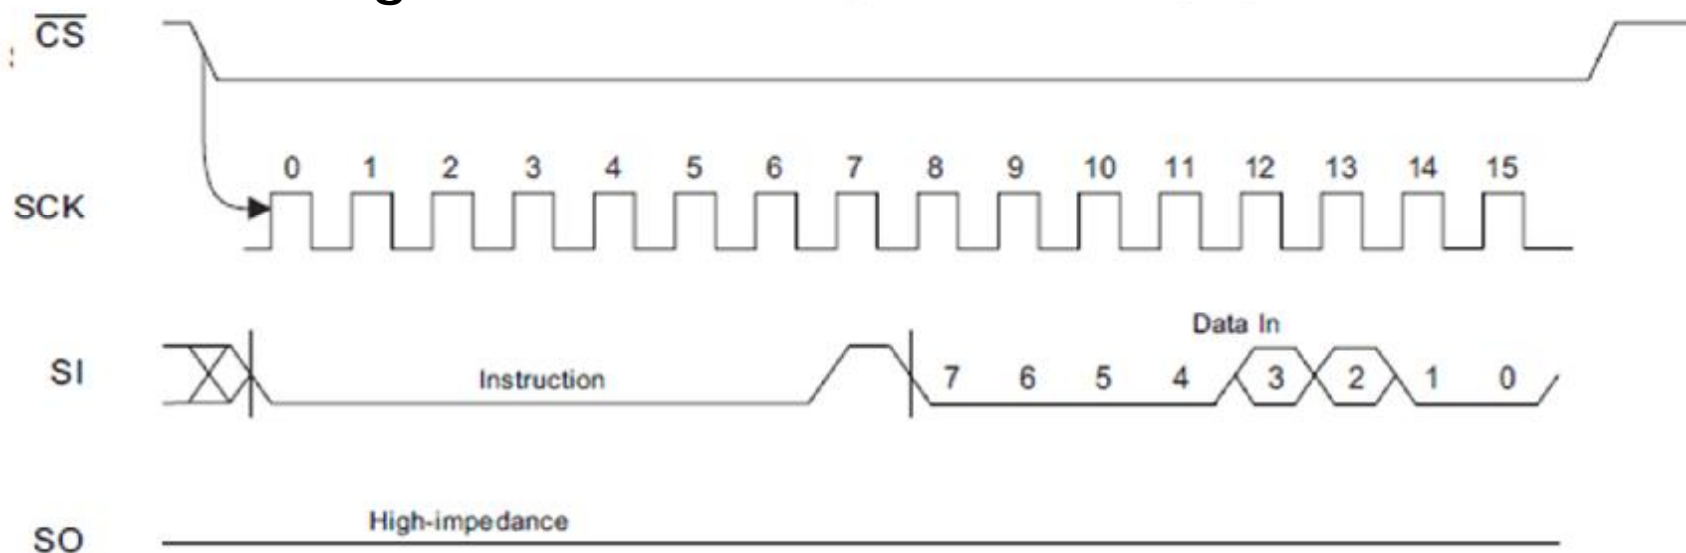 CS
0 1 2 3 4 5 6 7 8 9 10 11 12 13 14 15
SCK
Data In
SI Instruction 7 6 5 4 3 2 1 0
High-impedance
SO